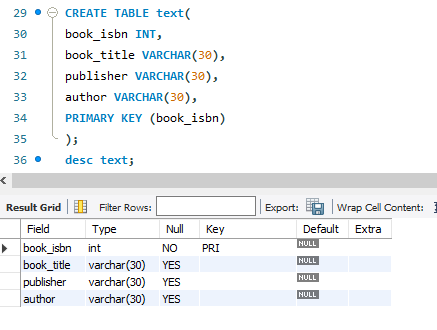 29 CREATE TABLE text(
30 book_isbn INT,
31 book_title VARCHAR(30),
32 publisher VARCHAR(30),
33 author VARCHAR(30),
34 PRIMARY KEY (book_isbn)
35 );
36 desc text;
Result Grid Filter Rows: Export: Wrap Cell Content:
Field Type Null Key Default Extra
book_isbn int NO PRI NULL
book_title varchar(30) YES NULL
publisher varchar(30) YES NULL
author varchar(30) YES NULL